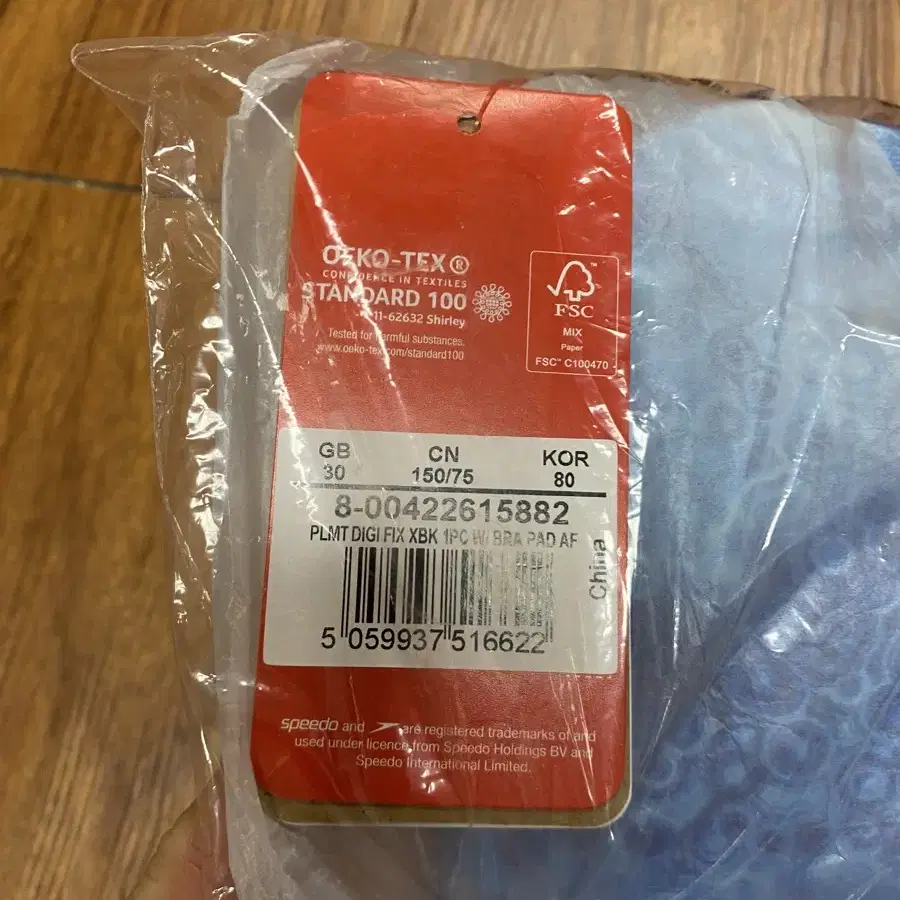 OEKO-TEX®
CONFIDENCE IN TEXTILES
STANDARD 100
11-62632 Shirley
Tested for harmful substances.
www.oeko-tex.com/standard100
FSC™
MIX
Paper
FSC™ C100470
GB CN KOR
30 150/75 80
8-00422615882
PLMT DIGI FIX XBK 1PC W/ BRA PAD AF
China
5 059937 516622
speedo and are registered trademarks of and
used under licence from Speedo Holdings BV and
Speedo International Limited.